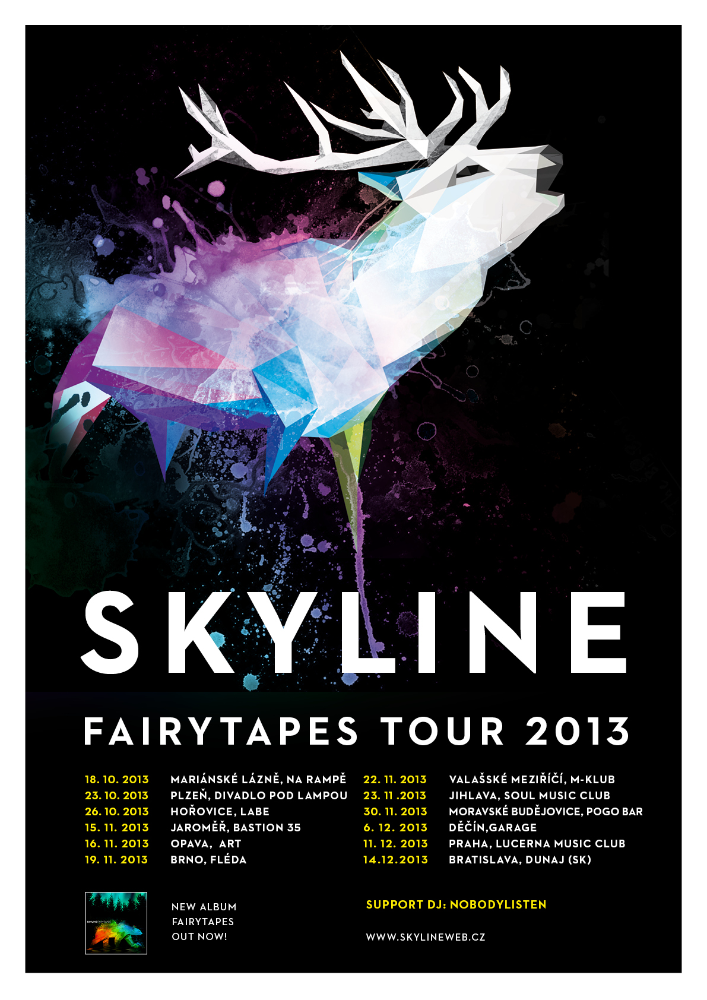 SKYLINE
FAIRYTAPES TOUR 2013
18. 10. 2013 MARIÁNSKÉ LÁZNĚ, NA RAMPĚ
23. 10. 2013 PLZEŇ, DIVADLO POD LAMPOU
26. 10. 2013 HOŘOVICE, LABE
15. 11. 2013 JAROMĚŘ, BASTION 35
16. 11. 2013 OPAVA, ART
19. 11. 2013 BRNO, FLÉDA
22. 11. 2013 VALAŠSKÉ MEZIŘÍČÍ, M-KLUB
23. 11 .2013 JIHLAVA, SOUL MUSIC CLUB
30. 11. 2013 MORAVSKÉ BUDĚJOVICE, POGO BAR
6. 12. 2013 DĚČÍN,GARAGE
11. 12. 2013 PRAHA, LUCERNA MUSIC CLUB
14.12.2013 BRATISLAVA, DUNAJ (SK)
SKYLINE FAIRYTAPES
NEW ALBUM
FAIRYTAPES
OUT NOW!
SUPPORT DJ: NOBODYLISTEN
WWW.SKYLINEWEB.CZ